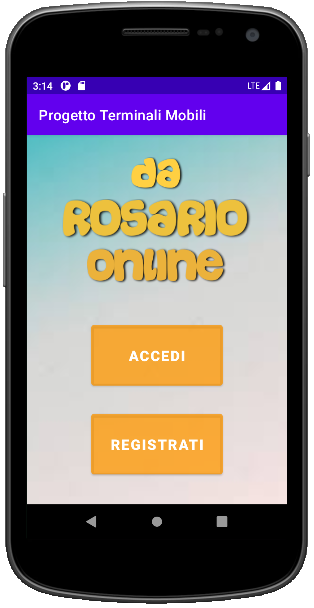 3:14
LTE
Progetto Terminali Mobili
da
ROSARIO
online
ACCEDI
REGISTRATI